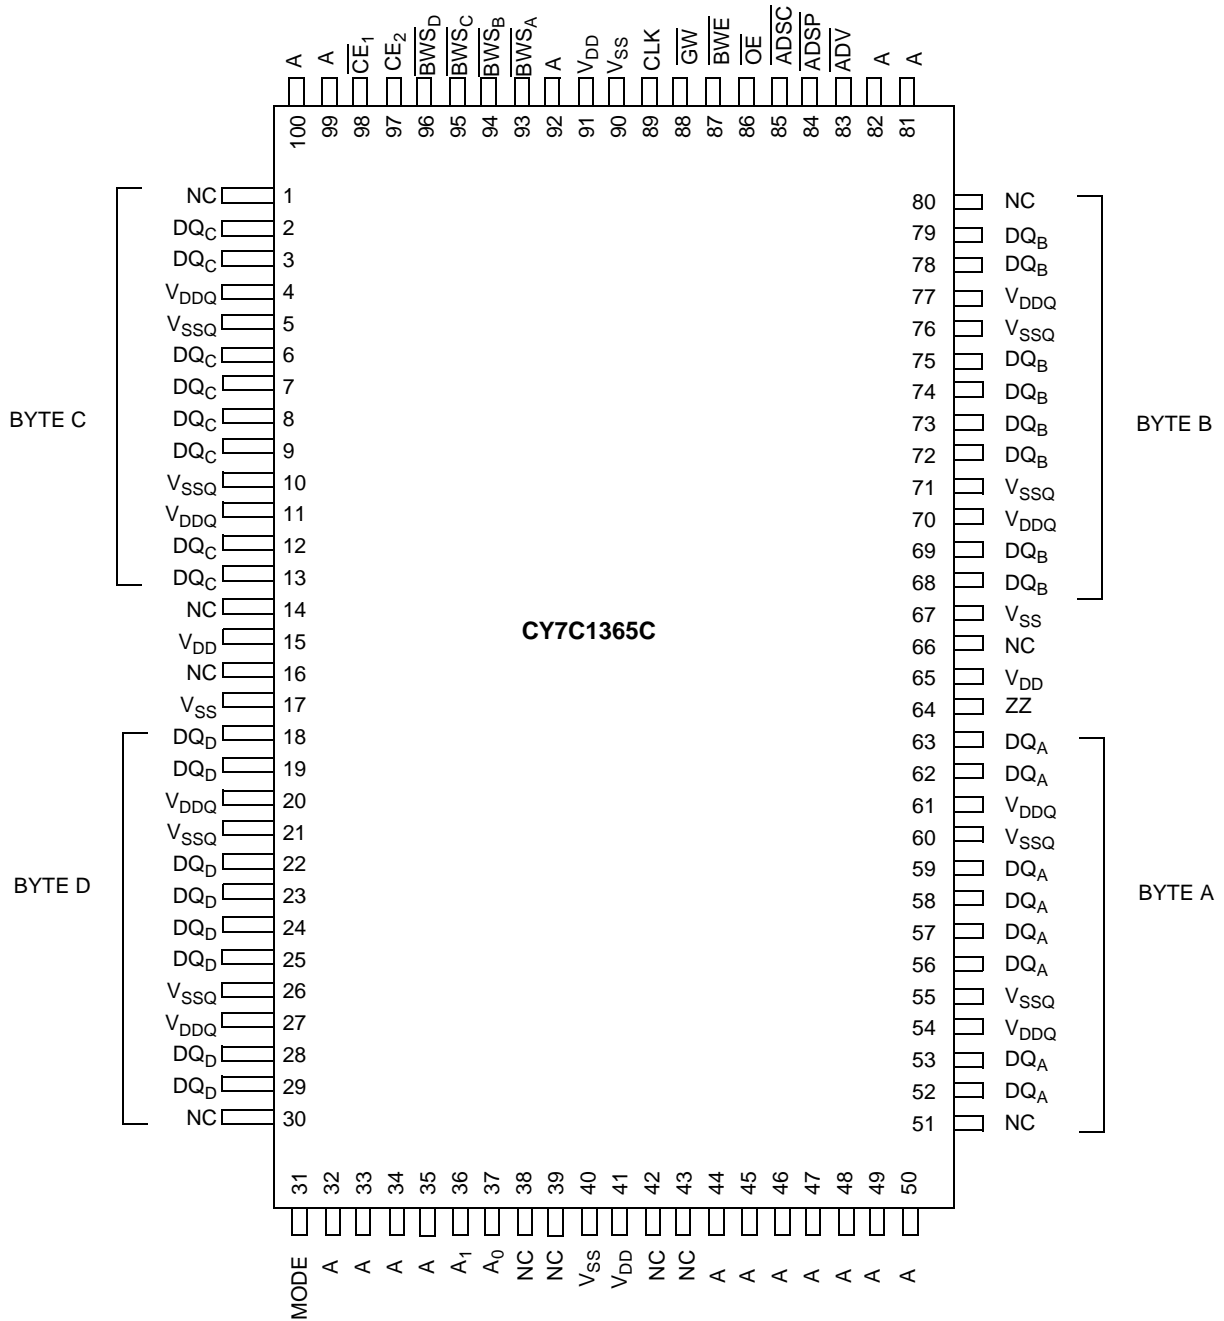 A A CE1 CE2 BWSD BWSC BWSB BWSA A VDD VSS CLK GW BWE OE ADSC ADSP ADV A A
100 99 98 97 96 95 94 93 92 91 90 89 88 87 86 85 84 83 82 81
NC 1
DQC 2
DQC 3
VDDQ 4
VSSQ 5
DQC 6
DQC 7
DQC 8
DQC 9
VSSQ 10
VDDQ 11
DQC 12
DQC 13
NC 14
VDD 15
NC 16
VSS 17
DQD 18
DQD 19
VDDQ 20
VSSQ 21
DQD 22
DQD 23
DQD 24
DQD 25
VSSQ 26
VDDQ 27
DQD 28
DQD 29
NC 30
BYTE C
BYTE D
CY7C1365C
80 NC
79 DQB
78 DQB
77 VDDQ
76 VSSQ
75 DQB
74 DQB
73 DQB
72 DQB
71 VSSQ
70 VDDQ
69 DQB
68 DQB
67 VSS
66 NC
65 VDD
64 ZZ
63 DQA
62 DQA
61 VDDQ
60 VSSQ
59 DQA
58 DQA
57 DQA
56 DQA
55 VSSQ
54 VDDQ
53 DQA
52 DQA
51 NC
BYTE B
BYTE A
31 32 33 34 35 36 37 38 39 40 41 42 43 44 45 46 47 48 49 50
MODE A A A A A1 A0 NC NC VSS VDD NC NC A A A A A A A